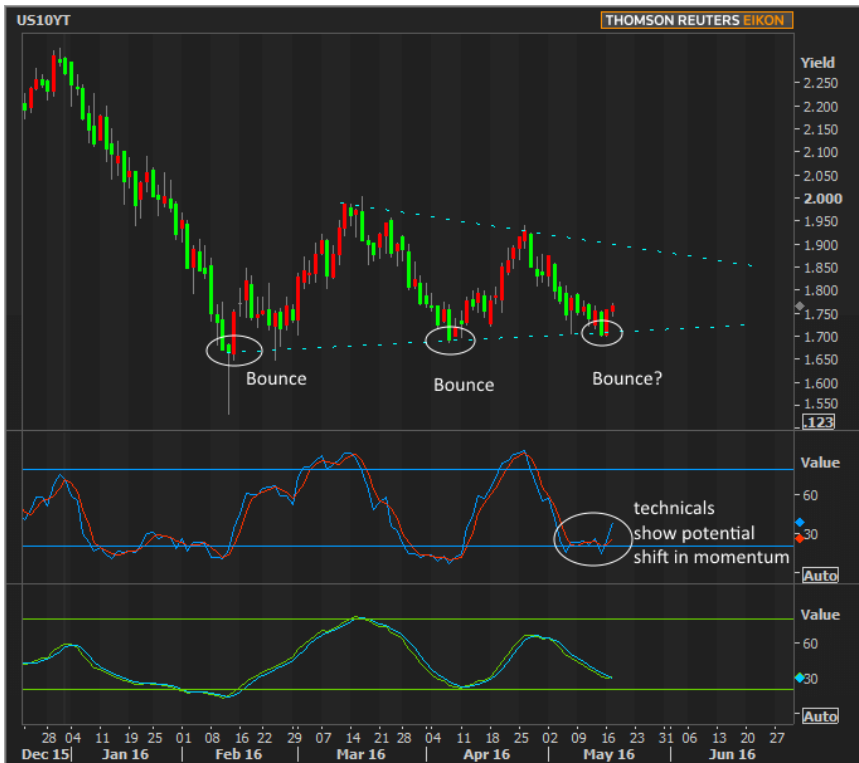 US10YT
THOMSON REUTERS EIKON
Yield
2.250
2.200
2.150
2.100
2.050
2.000
1.950
1.900
1.850
1.800
1.750
1.700
1.650
1.600
1.550
.123
Bounce
Bounce
Bounce?
Value
60
30
Auto
technicals
show potential
shift in momentum
Value
60
30
Auto
28 04 11 19 25 01 08 16 22 29 07 14 21 28 04 11 18 25 02 09 16 23 31 06 13 20 27
Dec 15 Jan 16 Feb 16 Mar 16 Apr 16 May 16 Jun 16